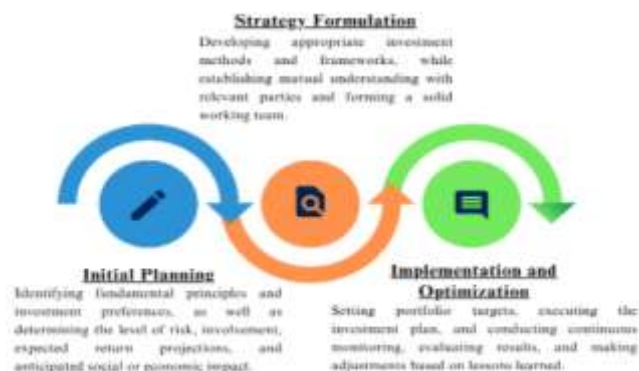 Strategy Formulation
Developing appropriate investment
methods and frameworks, while
establishing mutual understanding with
relevant parties and forming a solid
working team.
Initial Planning
Identifying fundamental principles and
investment preferences, as well as
determining the level of risk, involvement,
expected return projections, and
anticipated social or economic impact.
Implementation and
Optimization
Setting portfolio targets, executing the
investment plan, and conducting continuous
monitoring, evaluating results, and making
adjustments based on lessons learned.